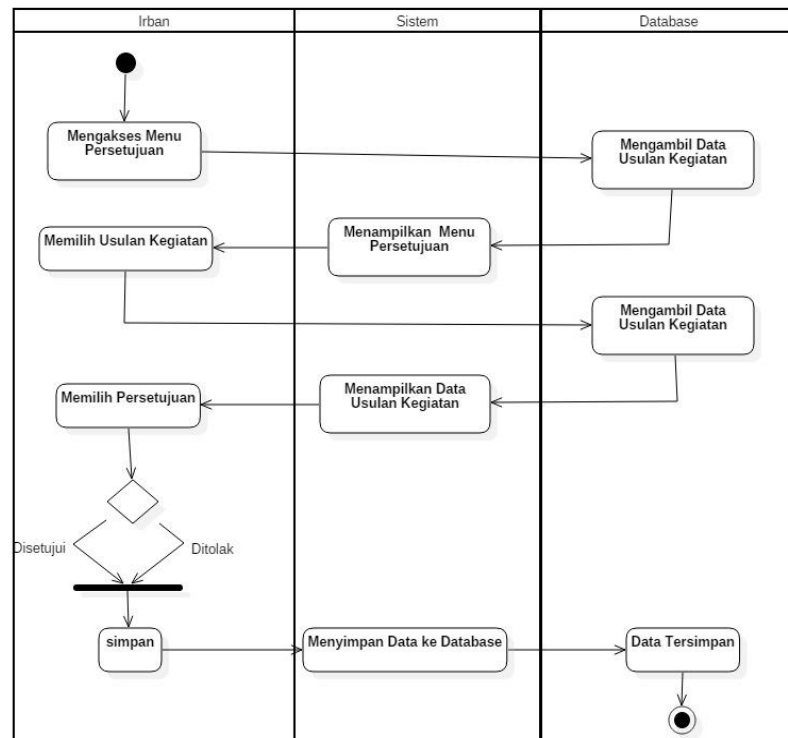 Irban
Sistem
Database
Mengakses Menu
Persetujuan
Mengambil Data
Usulan Kegiatan
Menampilkan Menu
Persetujuan
Memilih Usulan Kegiatan
Mengambil Data
Usulan Kegiatan
Menampilkan Data
Usulan Kegiatan
Memilih Persetujuan
Disetujui
Ditolak
simpan
Menyimpan Data ke Database
Data Tersimpan